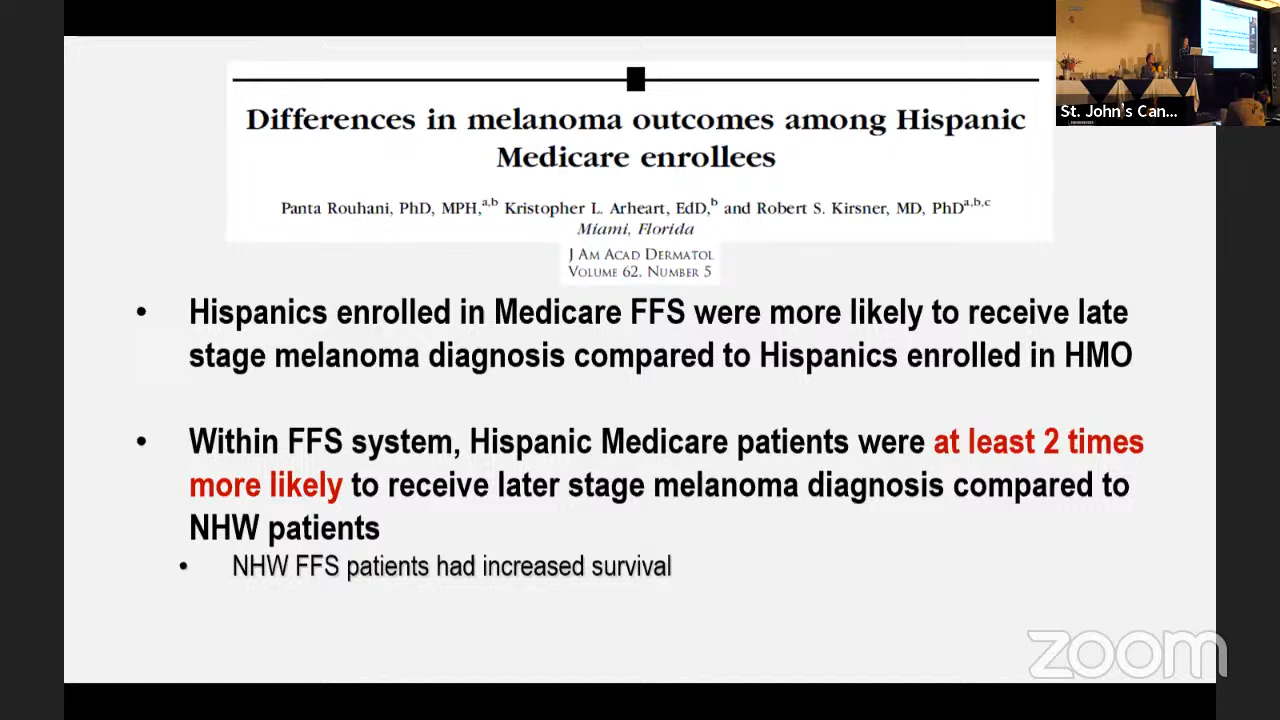 Differences in melanoma outcomes among Hispanic
Medicare enrollees
Panta Rouhani, PhD, MPH,a,b Kristopher L. Arheart, EdD,b and Robert S. Kirsner, MD, PhDa,b,c
Miami, Florida
J AM ACAD DERMATOL
VOLUME 62, NUMBER 5
• Hispanics enrolled in Medicare FFS were more likely to receive late
stage melanoma diagnosis compared to Hispanics enrolled in HMO
• Within FFS system, Hispanic Medicare patients were at least 2 times
more likely to receive later stage melanoma diagnosis compared to
NHW patients
• NHW FFS patients had increased survival
St. John's Can...
zoom